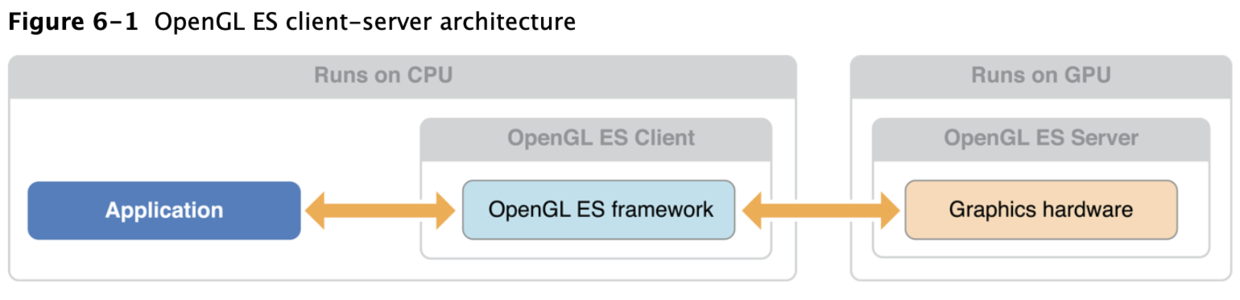 Figure 6–1 OpenGL ES client-server architecture
Runs on CPU
Runs on GPU
OpenGL ES Client
OpenGL ES Server
Application
OpenGL ES framework
Graphics hardware